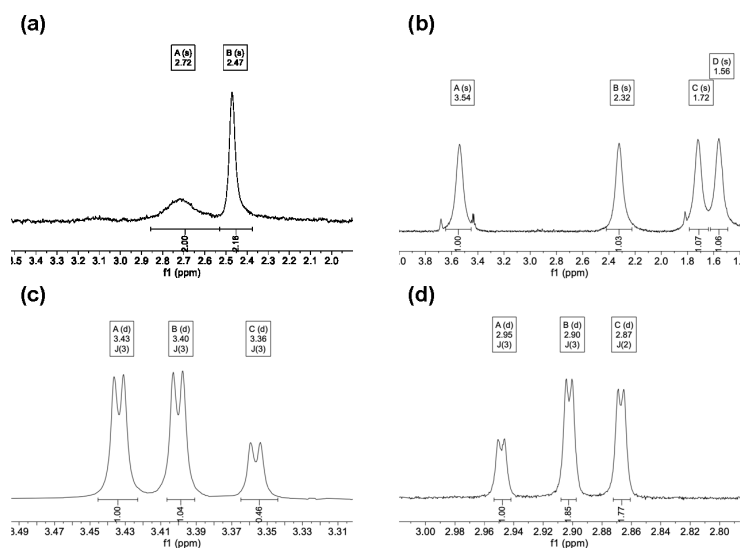 (a)
A (s)
2.72
B (s)
2.47
2.00
2.18
3.5 3.4 3.3 3.2 3.1 3.0 2.9 2.8 2.7 2.6 2.5 2.4 2.3 2.2 2.1 2.0
f1 (ppm)
(b)
D (s)
1.56
A (s)
3.54
B (s)
2.32
C (s)
1.72
1.00
1.03
1.07
1.06
3.8 3.6 3.4 3.2 3.0 2.8 2.6 2.4 2.2 2.0 1.8 1.6
f1 (ppm)
(c)
A (d)
3.43
J(3)
B (d)
3.40
J(3)
C (d)
3.36
J(3)
1.00
1.04
0.46
3.49 3.47 3.45 3.43 3.41 3.39 3.37 3.35 3.33 3.31
f1 (ppm)
(d)
A (d)
2.95
J(3)
B (d)
2.90
J(3)
C (d)
2.87
J(2)
1.00
1.85
1.77
3.00 2.98 2.96 2.94 2.92 2.90 2.88 2.86 2.84 2.82 2.80
f1 (ppm)